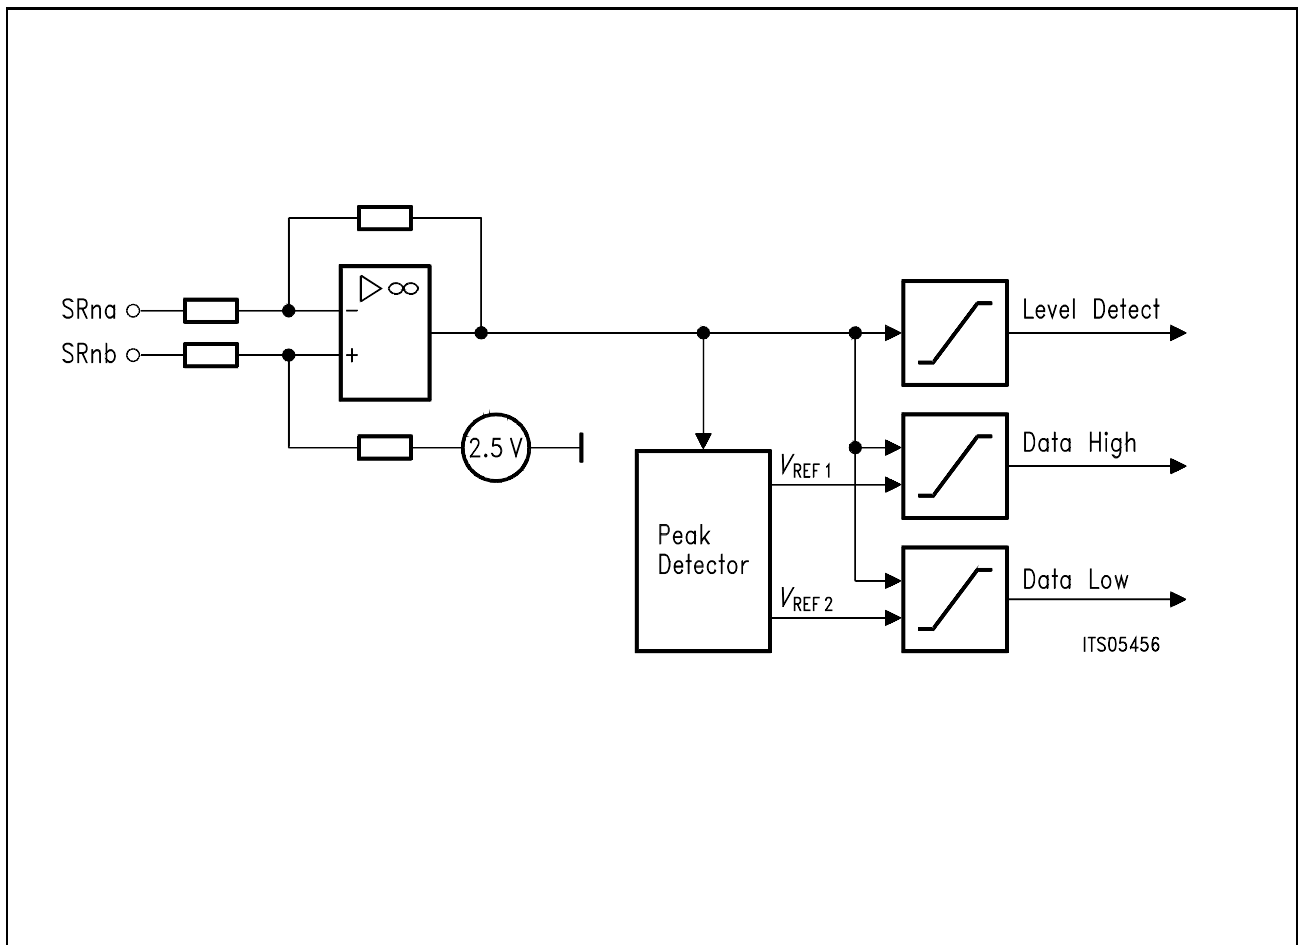 SRna
SRnb
▷ ∞
−
+
2.5 V
Peak
Detector
VREF 1
VREF 2
Level Detect
Data High
Data Low
ITS05456